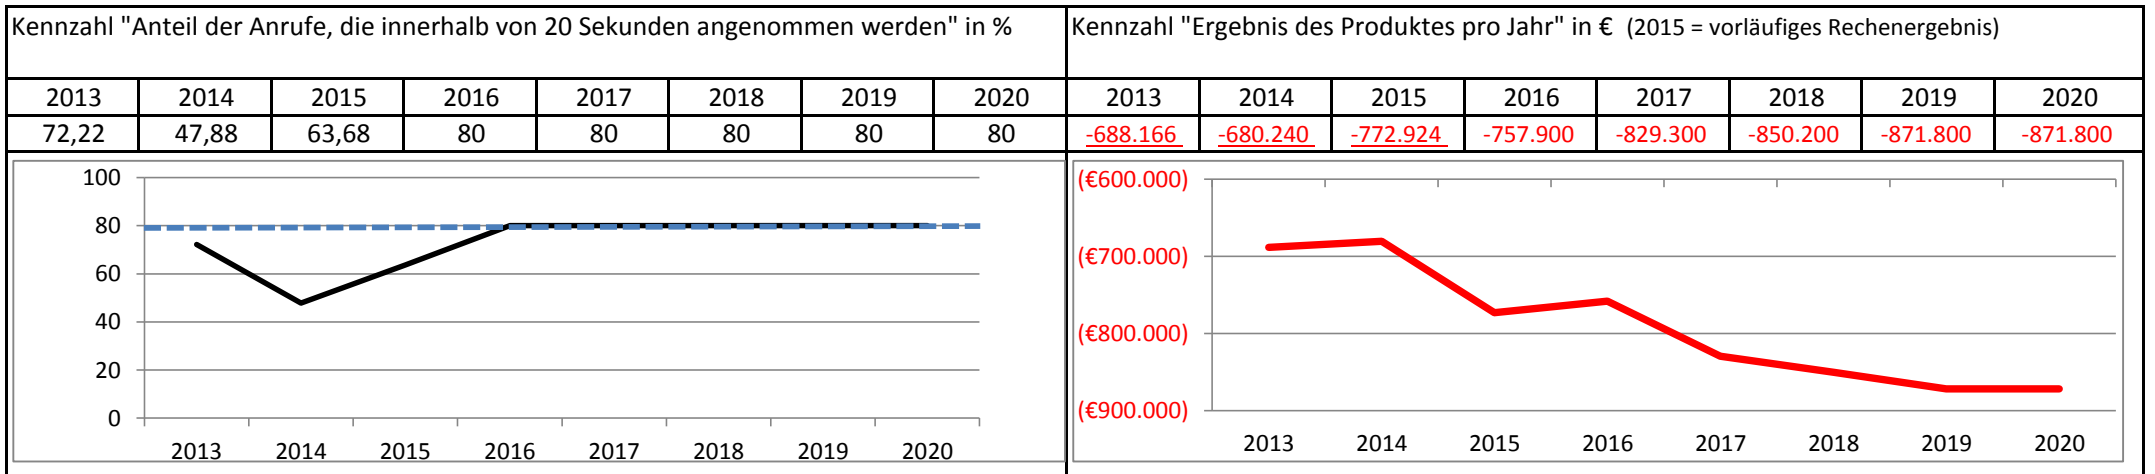 Kennzahl "Anteil der Anrufe, die innerhalb von 20 Sekunden angenommen werden" in %
2013 2014 2015 2016 2017 2018 2019 2020
72,22 47,88 63,68 80 80 80 80 80
100
80
60
40
20
0
2013 2014 2015 2016 2017 2018 2019 2020
Kennzahl "Ergebnis des Produktes pro Jahr" in € (2015 = vorläufiges Rechenergebnis)
2013 2014 2015 2016 2017 2018 2019 2020
-688.166 -680.240 -772.924 -757.900 -829.300 -850.200 -871.800 -871.800
(€600.000)
(€700.000)
(€800.000)
(€900.000)
2013 2014 2015 2016 2017 2018 2019 2020